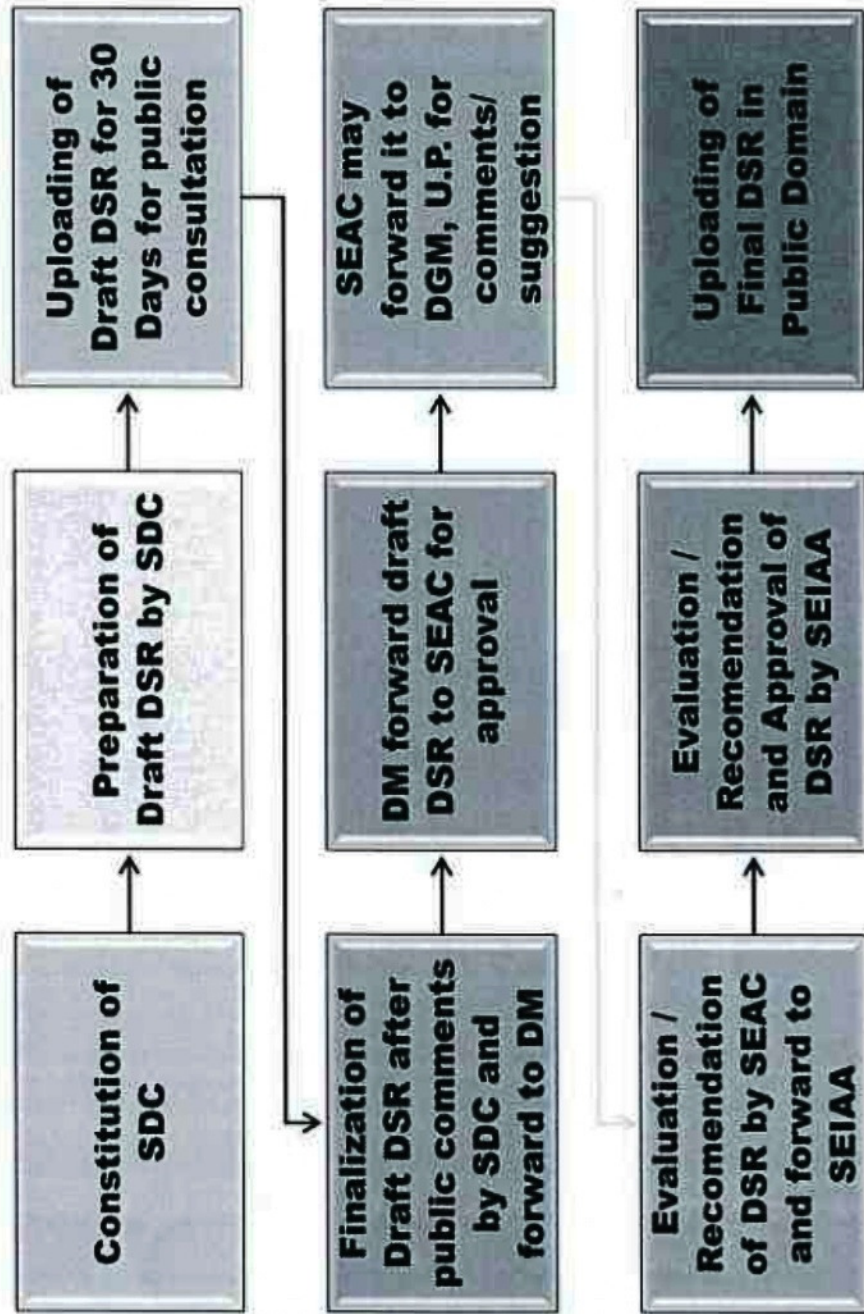 Constitution of
SDC
Preparation of
Draft DSR by SDC
Uploading of
Draft DSR for 30
Days for public
consultation
Finalization of
Draft DSR after
public comments
by SDC and
forward to DM
DM forward draft
DSR to SEAC for
approval
SEAC may
forward it to
DGM, U.P. for
comments/
suggestion
Evaluation /
Recomendation
of DSR by SEAC
and forward to
SEIAA
Evaluation /
Recomendation
and Approval of
DSR by SEIAA
Uploading of
Final DSR in
Public Domain